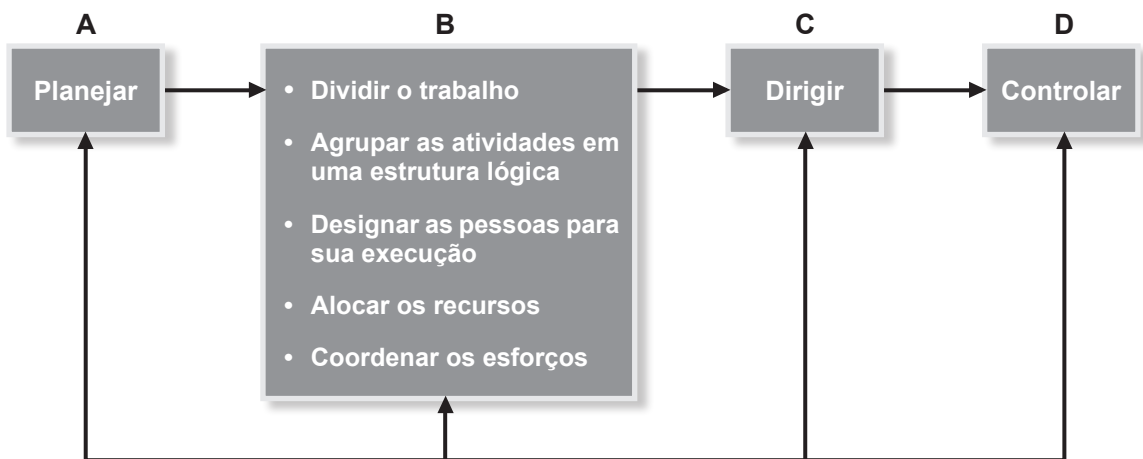 A
B
C
D
Planejar
• Dividir o trabalho
• Agrupar as atividades em
uma estrutura lógica
• Designar as pessoas para
sua execução
• Alocar os recursos
• Coordenar os esforços
Dirigir
Controlar